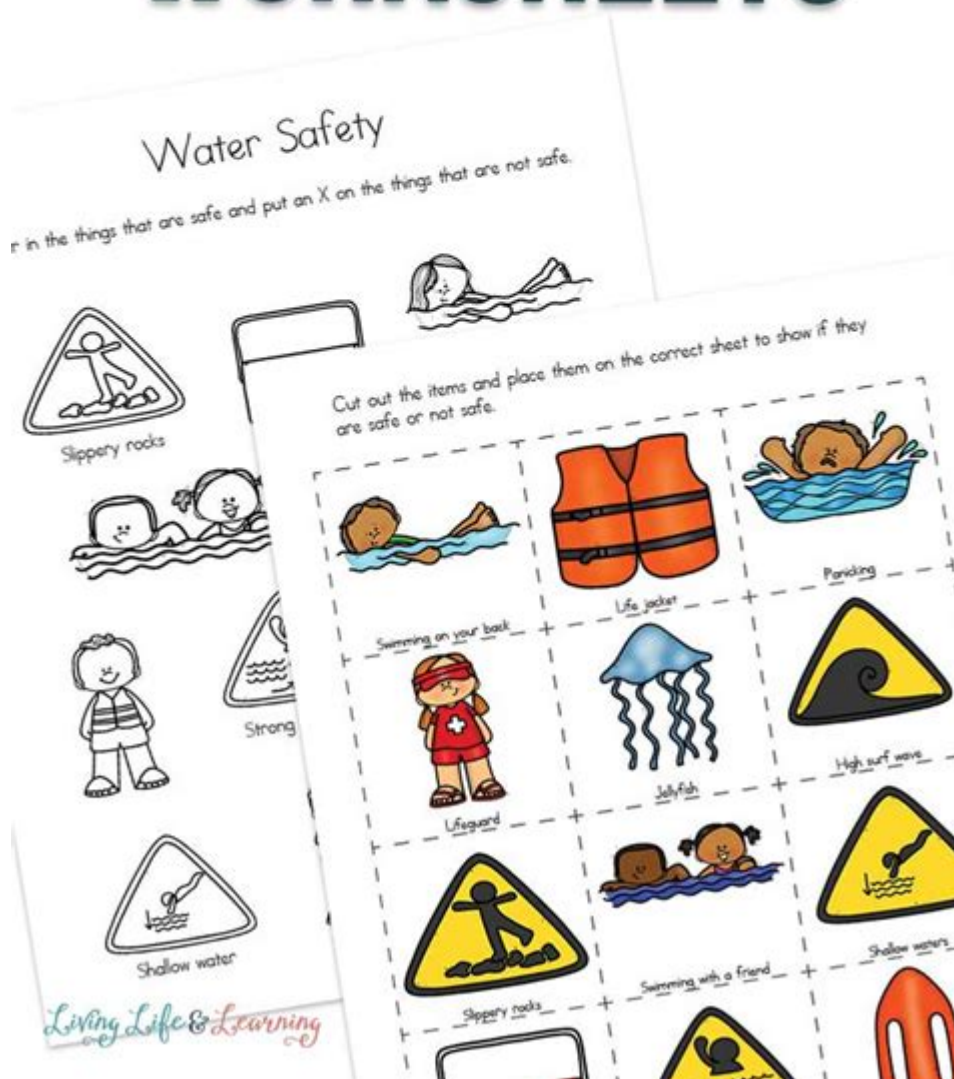 WORKSHEETS
Water Safety
r in the things that are safe and put an X on the things that are not safe.
Slippery rocks
Strong
Shallow water
Living Life & Learning
Cut out the items and place them on the correct sheet to show if they
are safe or not safe.
Swimming on your back
Life jacket
Panicking
Lifeguard
Jellyfish
High surf wave
Slippery rocks
Swimming with a friend
Shallow waters